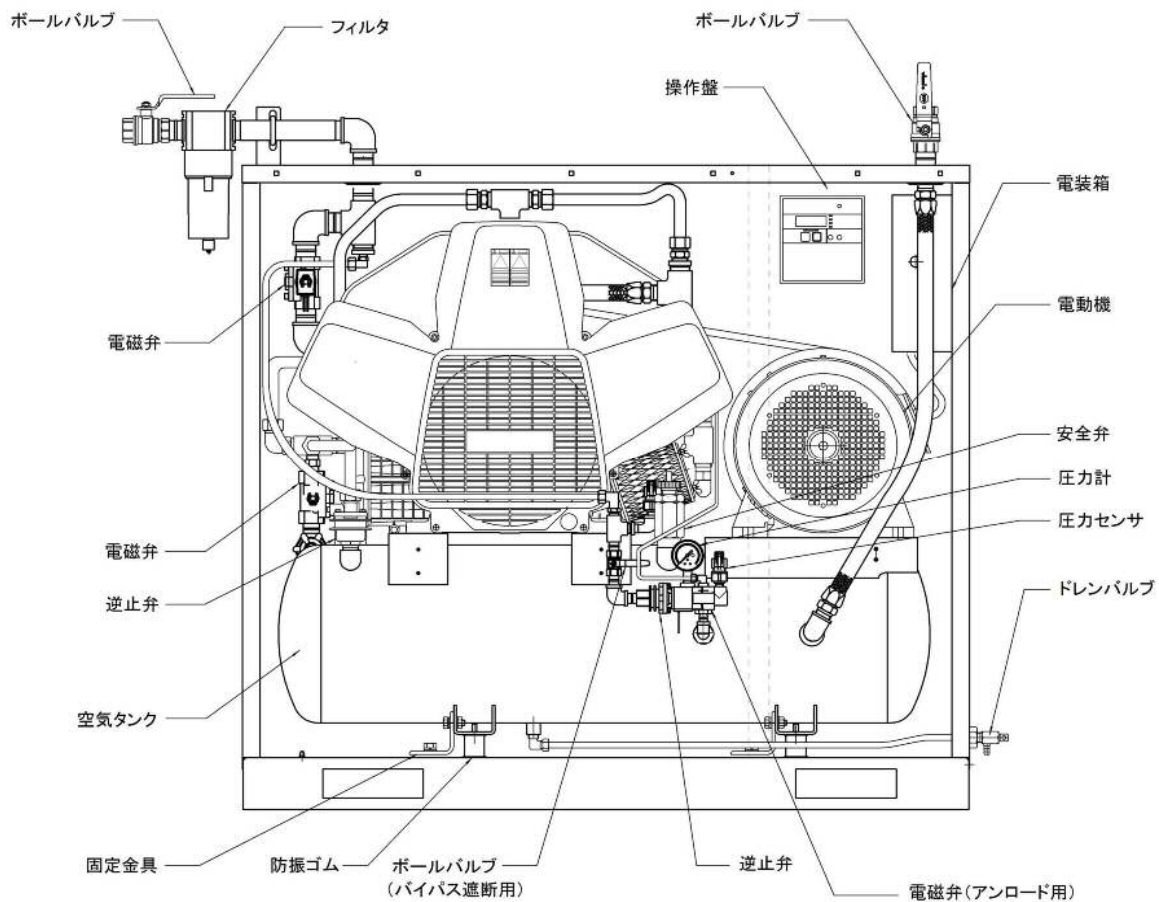 ボールバルブ
フィルタ
ボールバルブ
操作盤
電装箱
電動機
電磁弁
安全弁
圧力計
圧力センサ
電磁弁
ドレンバルブ
逆止弁
空気タンク
固定金具
防振ゴム
ボールバルブ
(バイパス遮断用)
逆止弁
電磁弁(アンロード用)